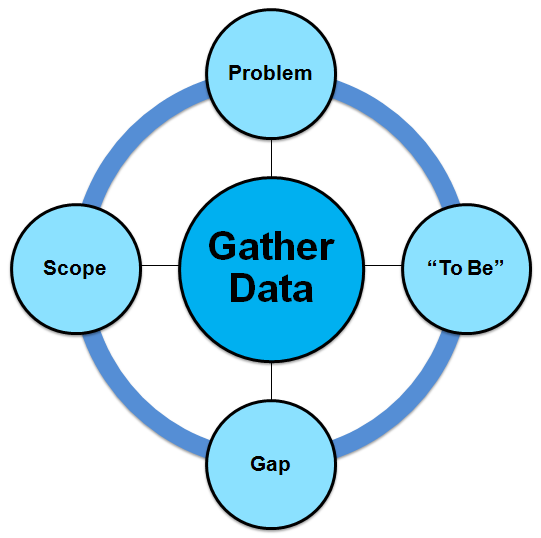 Problem
Scope
Gather
Data
“To Be”
Gap